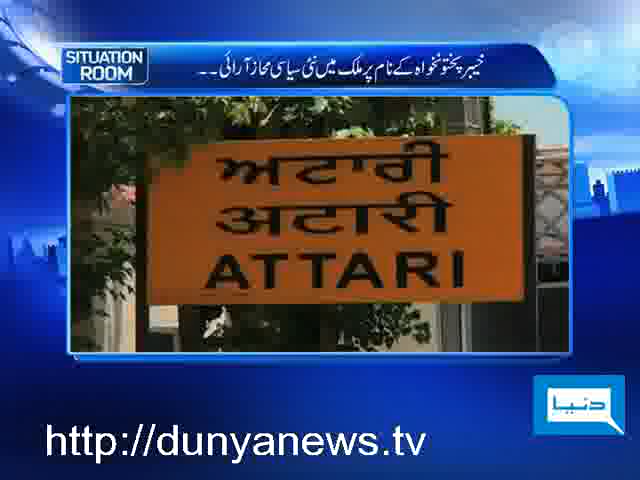 SITUATION
ROOM
خیبر پختونخواہ کے نام پر ملک میں نئی سیاسی محاز آرائی ۔۔
ਅਟਾਰੀ
अटारी
ATTARI
دنیا
http://dunyanews.tv